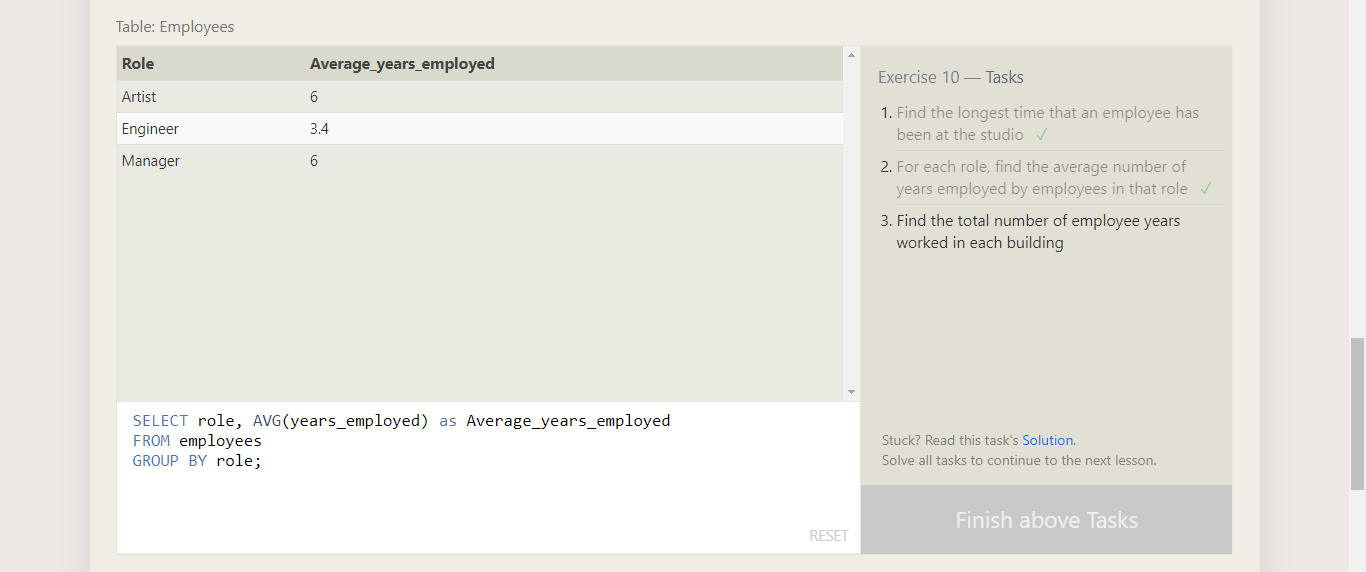 Table: Employees
Role Average_years_employed
Artist 6
Engineer 3.4
Manager 6
SELECT role, AVG(years_employed) as Average_years_employed
FROM employees
GROUP BY role;
RESET
Exercise 10 — Tasks
1. Find the longest time that an employee has
been at the studio ✓
2. For each role, find the average number of
years employed by employees in that role ✓
3. Find the total number of employee years
worked in each building
Stuck? Read this task's Solution.
Solve all tasks to continue to the next lesson.
Finish above Tasks